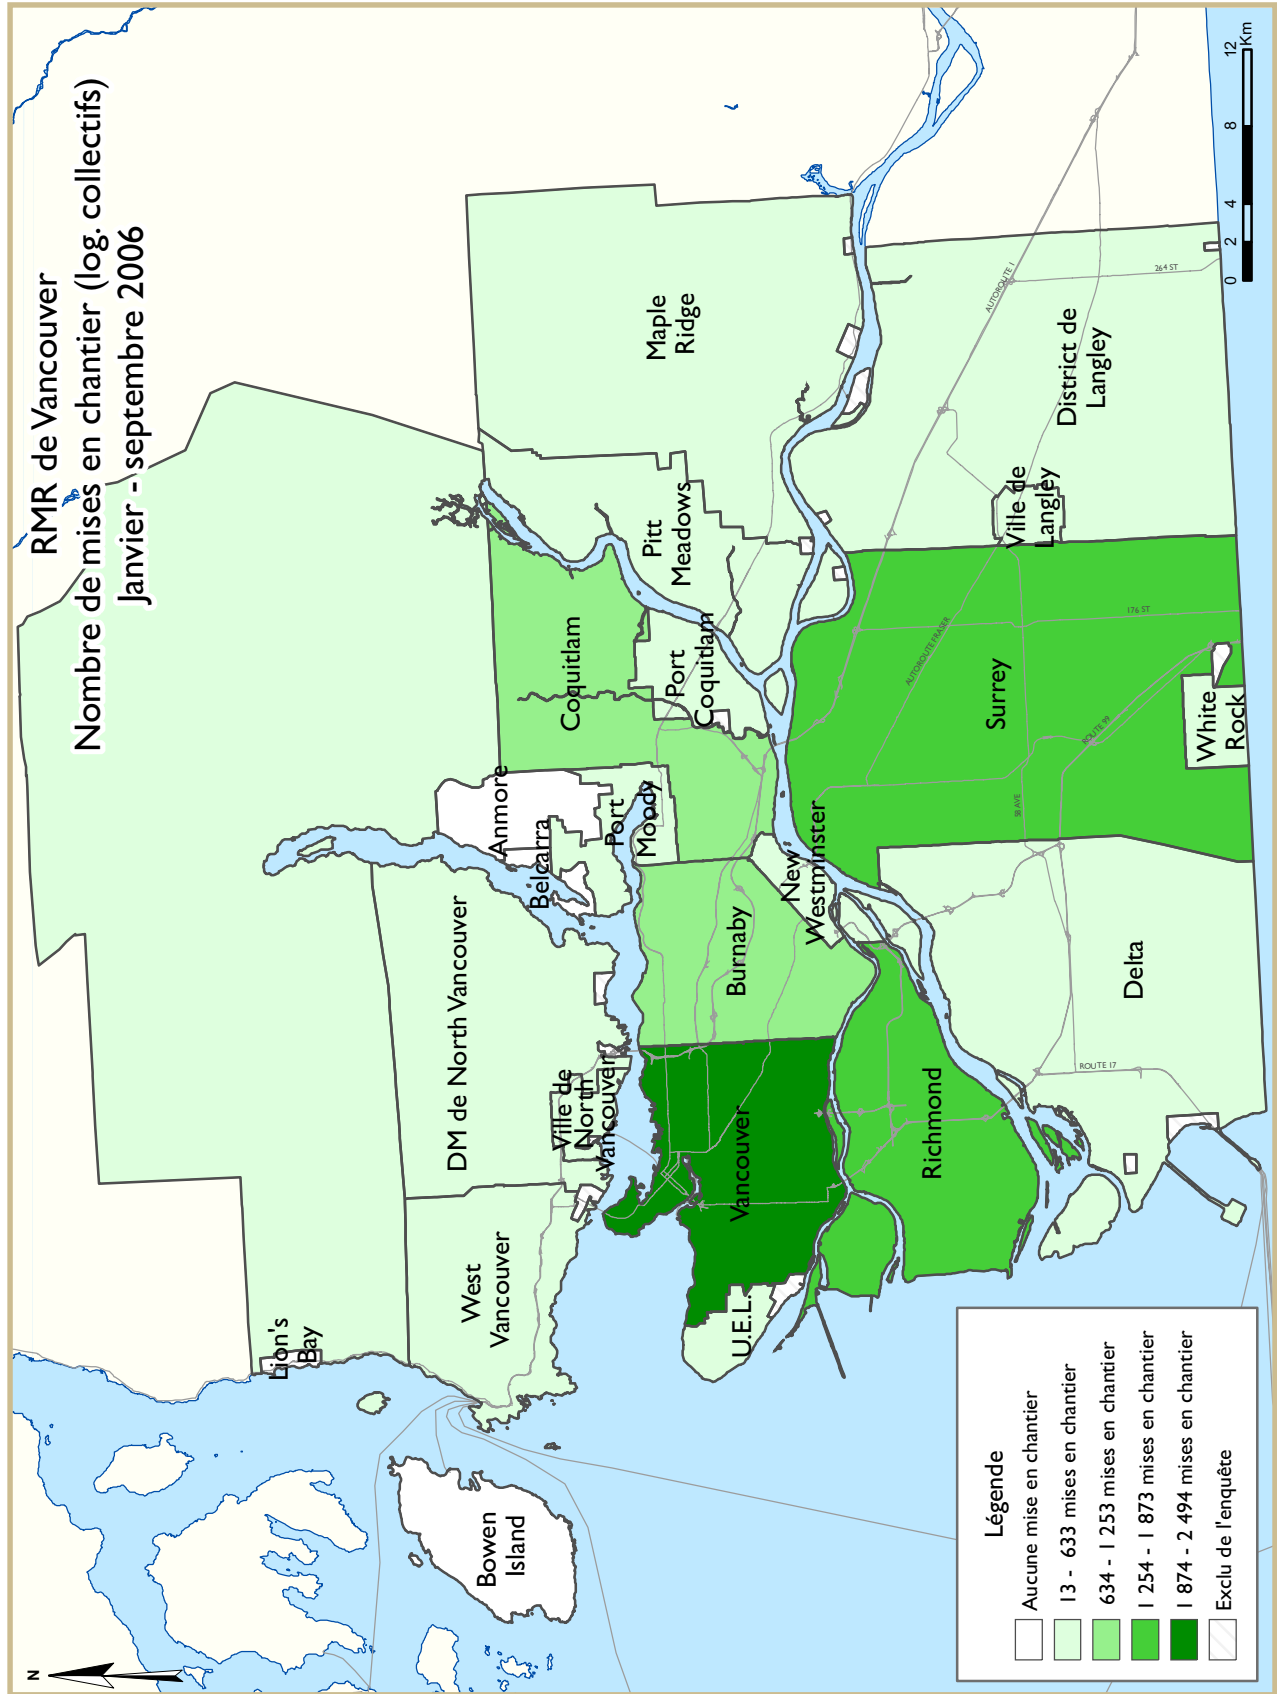 RMR de Vancouver
Nombre de mises en chantier (log. collectifs)
Janvier - septembre 2006
N
Lion's
Bay
Bowen
Island
West
Vancouver
DM de North Vancouver
Ville de
North
Vancouver
Belcarra
Anmore
Port
Moody
Coquitlam
Port
Coquitlam
Pitt
Meadows
Maple
Ridge
U.E.L.
Vancouver
Burnaby
New
Westminster
Richmond
Delta
Surrey
White
Rock
Ville de
Langley
District de
Langley
AUTOROUTE 1
AUTOROUTE FRASER
ROUTE 99
ROUTE 17
58 AVE
176 ST
264 ST
Légende
Aucune mise en chantier
13 - 633 mises en chantier
634 - 1 253 mises en chantier
1 254 - 1 873 mises en chantier
1 874 - 2 494 mises en chantier
Exclu de l'enquête
0 2 4 8 12
Km